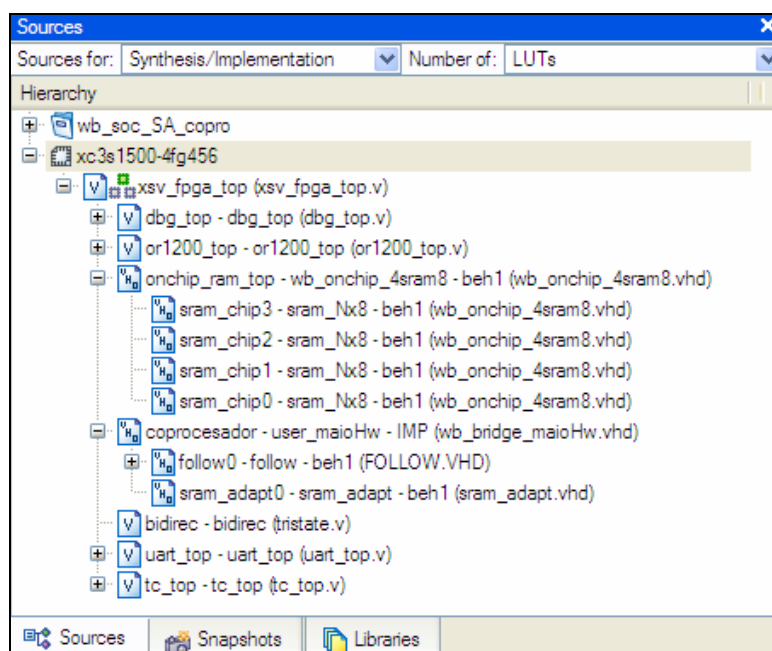 Sources
Sources for: Synthesis/Implementation Number of: LUTs
Hierarchy
wb_soc_SA_copro
xc3s1500-4fg456
xsv_fpga_top (xsv_fpga_top.v)
dbg_top - dbg_top (dbg_top.v)
or1200_top - or1200_top (or1200_top.v)
onchip_ram_top - wb_onchip_4sram8 - beh1 (wb_onchip_4sram8.vhd)
sram_chip3 - sram_Nx8 - beh1 (wb_onchip_4sram8.vhd)
sram_chip2 - sram_Nx8 - beh1 (wb_onchip_4sram8.vhd)
sram_chip1 - sram_Nx8 - beh1 (wb_onchip_4sram8.vhd)
sram_chip0 - sram_Nx8 - beh1 (wb_onchip_4sram8.vhd)
coprocesador - user_maioHw - IMP (wb_bridge_maioHw.vhd)
follow0 - follow - beh1 (FOLLOW.VHD)
sram_adapt0 - sram_adapt - beh1 (sram_adapt.vhd)
bidirec - bidirec (tristate.v)
uart_top - uart_top (uart_top.v)
tc_top - tc_top (tc_top.v)
Sources Snapshots Libraries